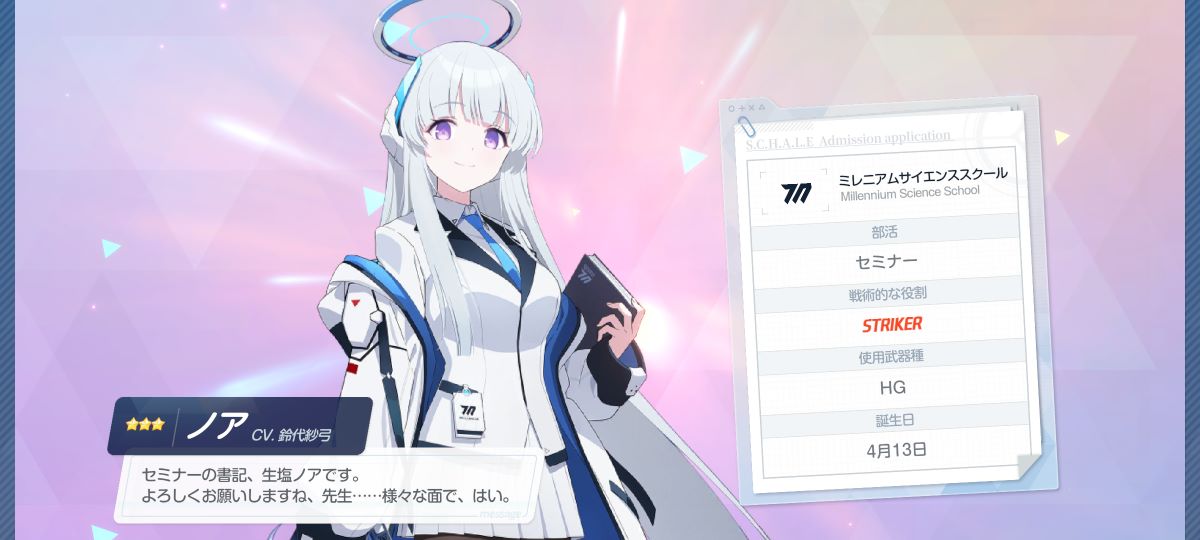 S.C.H.A.L.E Admission application
ミレニアムサイエンススクール
Millennium Science School
部活
セミナー
戦術的な役割
STRIKER
使用武器種
HG
誕生日
4月13日
ノア
CV. 鈴代紗弓
セミナーの書記、生塩ノアです。
よろしくお願いしますね、先生……様々な面で、はい。
message